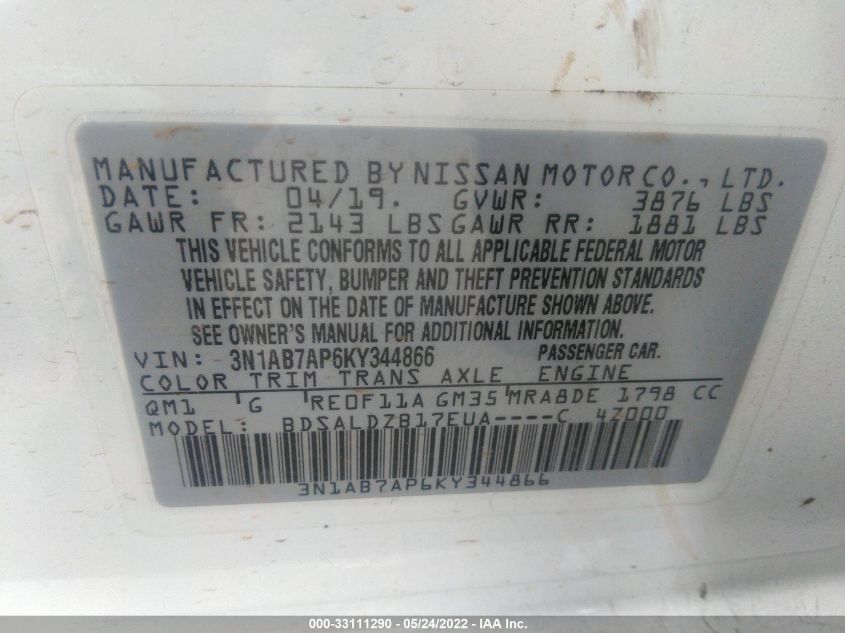 MANUFACTURED BY NISSAN MOTOR CO., LTD.
DATE: 04/19. GVWR: 3876 LBS
GAWR FR: 2143 LBS GAWR RR: 1881 LBS
THIS VEHICLE CONFORMS TO ALL APPLICABLE FEDERAL MOTOR
VEHICLE SAFETY, BUMPER AND THEFT PREVENTION STANDARDS
IN EFFECT ON THE DATE OF MANUFACTURE SHOWN ABOVE.
SEE OWNER'S MANUAL FOR ADDITIONAL INFORMATION.
VIN: 3N1AB7AP6KY344866 PASSENGER CAR.
COLOR TRIM TRANS AXLE ENGINE
QM1 G RE0F11A GM35 MRA8DE 1798 CC
MODEL: BDSALDZB17EUA----C 4Z000
3N1AB7AP6KY344866
000-33111290 - 05/24/2022 - IAA Inc.